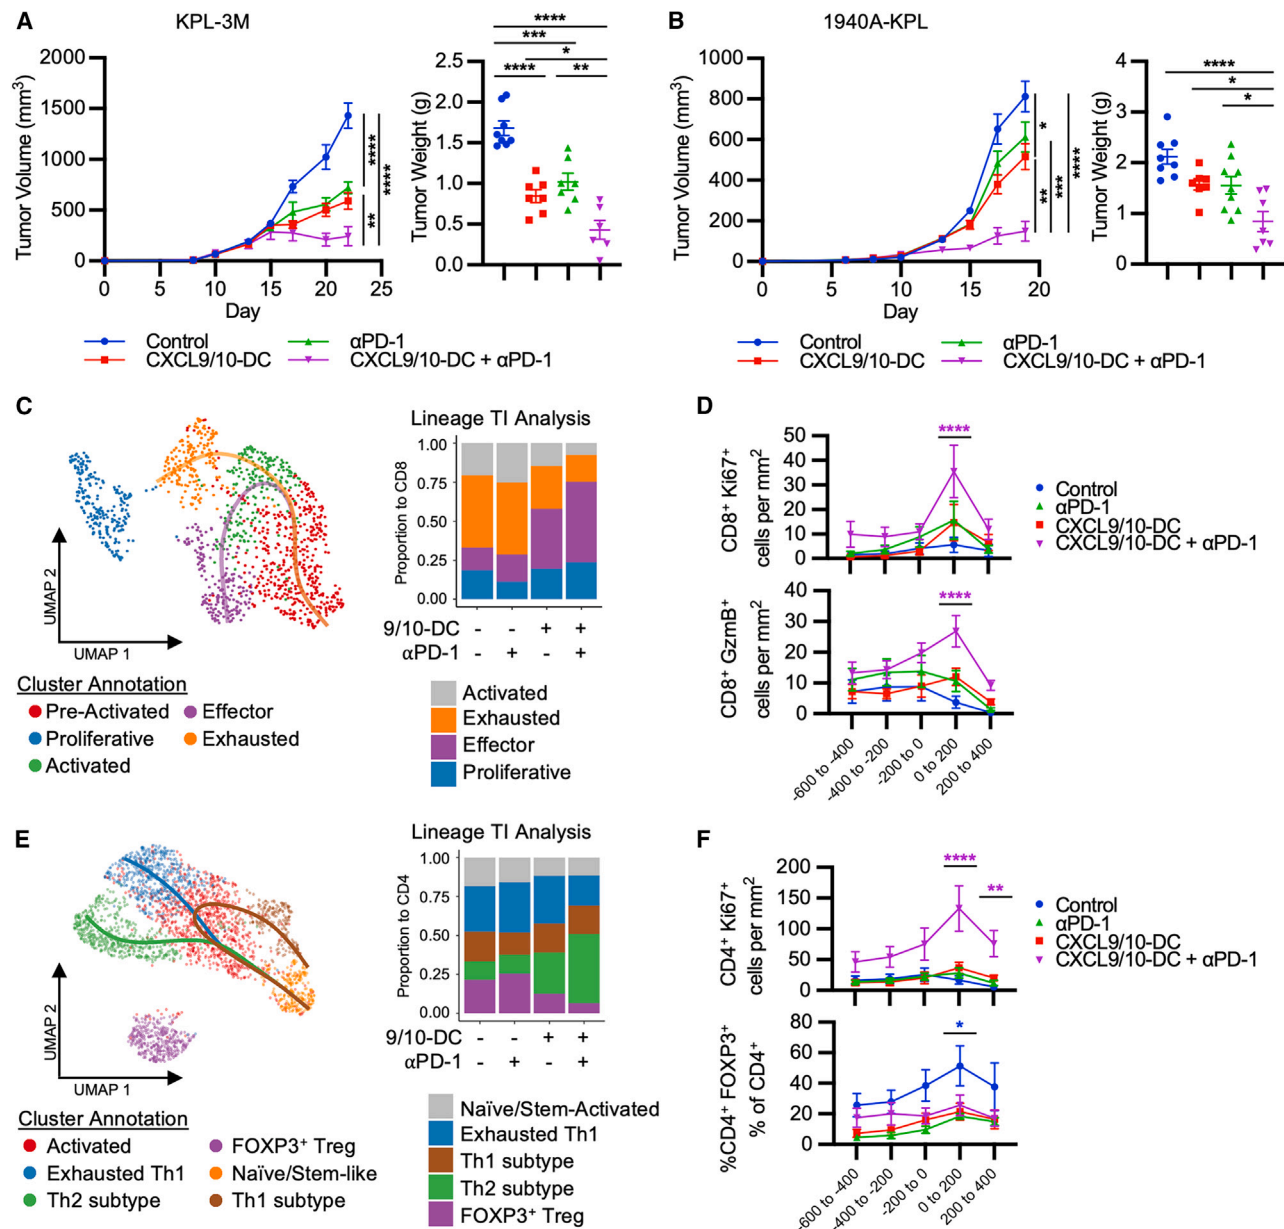 A
KPL-3M
Tumor Volume (mm3)
2000
1500
1000
500
0
0 5 10 15 20 25
Day
****
****
**
Tumor Weight (g)
2.5
2.0
1.5
1.0
0.5
0.0
****
***
*
**** **
Control αPD-1
CXCL9/10-DC CXCL9/10-DC + αPD-1
B
1940A-KPL
Tumor Volume (mm3)
1000
800
600
400
200
0
0 5 10 15 20
Day
*
**
***
****
Tumor Weight (g)
4
3
2
1
0
****
*
*
Control αPD-1
CXCL9/10-DC CXCL9/10-DC + αPD-1
C
UMAP 2
UMAP 1
Cluster Annotation
Pre-Activated Effector
Proliferative Exhausted
Activated
Lineage TI Analysis
Proportion to CD8
1.00
0.75
0.50
0.25
0.00
9/10-DC - - + +
αPD-1 - + - +
Activated
Exhausted
Effector
Proliferative
D
CD8+ Ki67+
cells per mm2
50
40
30
20
10
0
****
Control
αPD-1
CXCL9/10-DC
CXCL9/10-DC + αPD-1
CD8+ GzmB+
cells per mm2
40
30
20
10
0
****
-600 to -400
-400 to -200
-200 to 0
0 to 200
200 to 400
E
UMAP 2
UMAP 1
Cluster Annotation
Activated FOXP3+ Treg
Exhausted Th1 Naïve/Stem-like
Th2 subtype Th1 subtype
Lineage TI Analysis
Proportion to CD4
1.00
0.75
0.50
0.25
0.00
9/10-DC - - + +
αPD-1 - + - +
Naïve/Stem-Activated
Exhausted Th1
Th1 subtype
Th2 subtype
FOXP3+ Treg
F
CD4+ Ki67+
cells per mm2
200
150
100
50
0
****
**
Control
αPD-1
CXCL9/10-DC
CXCL9/10-DC + αPD-1
%CD4+ FOXP3+
% of CD4+
80
60
40
20
0
*
-600 to -400
-400 to -200
-200 to 0
0 to 200
200 to 400